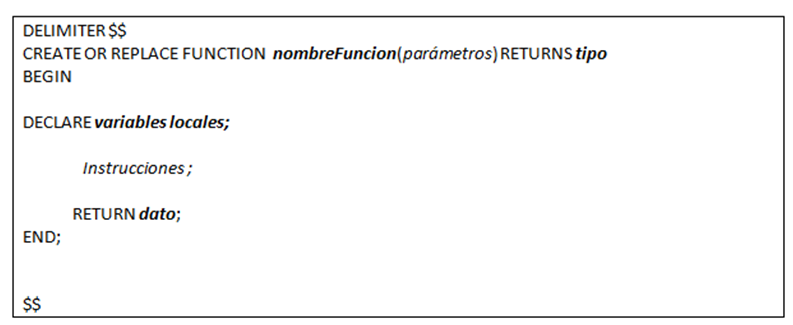 DELIMITER $$
CREATE OR REPLACE FUNCTION nombreFuncion(parámetros) RETURNS tipo
BEGIN
DECLARE variables locales;
Instrucciones ;
RETURN dato;
END;
$$